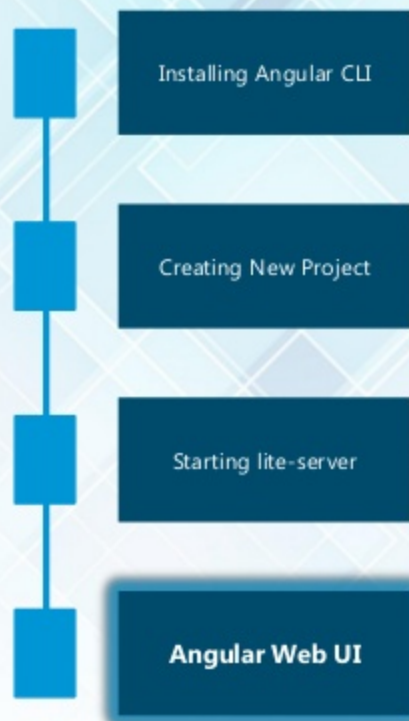 Installing Angular CLI
Creating New Project
Starting lite-server
Angular Web UI